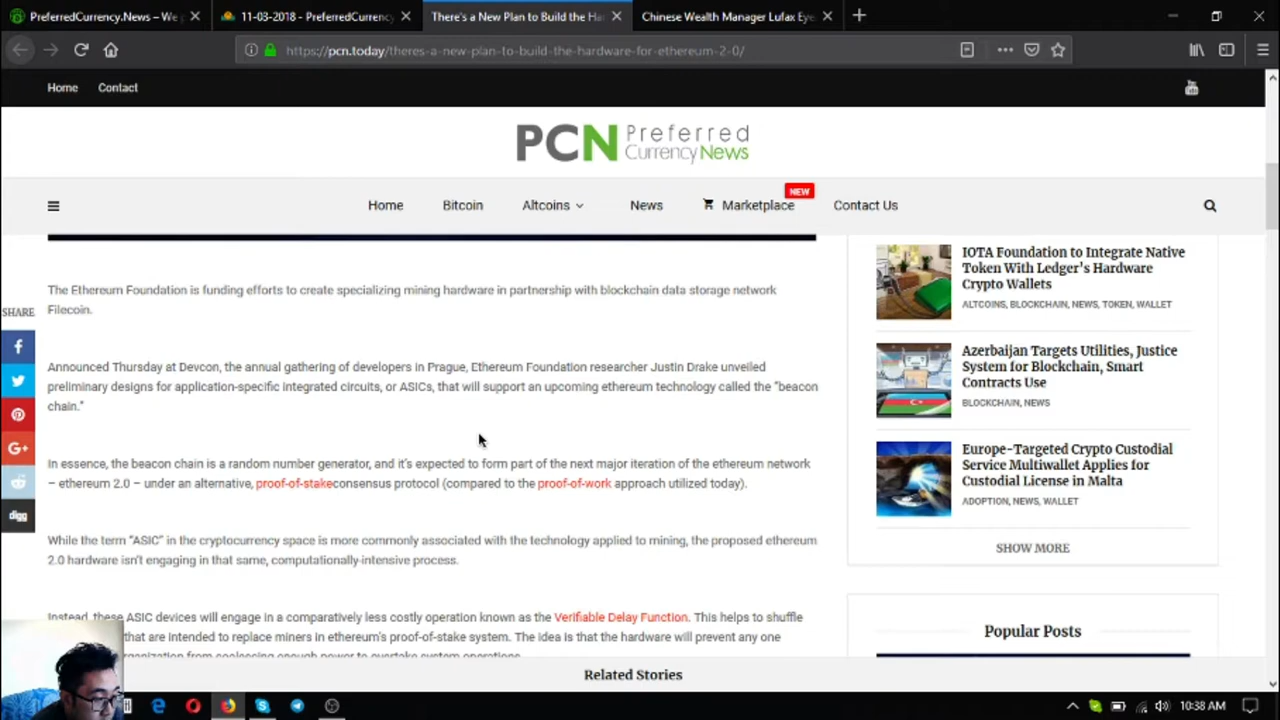 PreferredCurrency.News – We p
11-03-2018 - PreferredCurrency
There's a New Plan to Build the Ha
Chinese Wealth Manager Lufax Eye
https://pcn.today/theres-a-new-plan-to-build-the-hardware-for-ethereum-2-0/
Home Contact
You
PCN Preferred
CurrencyNews
NEW
Home Bitcoin Altcoins News Marketplace Contact Us
SHARE
The Ethereum Foundation is funding efforts to create specializing mining hardware in partnership with blockchain data storage network
Filecoin.
Announced Thursday at Devcon, the annual gathering of developers in Prague, Ethereum Foundation researcher Justin Drake unveiled
preliminary designs for application-specific integrated circuits, or ASICs, that will support an upcoming ethereum technology called the "beacon
chain."
In essence, the beacon chain is a random number generator, and it's expected to form part of the next major iteration of the ethereum network
– ethereum 2.0 – under an alternative, proof-of-stakeconsensus protocol (compared to the proof-of-work approach utilized today).
While the term "ASIC" in the cryptocurrency space is more commonly associated with the technology applied to mining, the proposed ethereum
2.0 hardware isn't engaging in that same, computationally-intensive process.
Instead, these ASIC devices will engage in a comparatively less costly operation known as the Verifiable Delay Function. This helps to shuffle
that are intended to replace miners in ethereum's proof-of-stake system. The idea is that the hardware will prevent any one
organization from coalescing enough power to overtake system operations.
G+
digg
IOTA Foundation to Integrate Native
Token With Ledger's Hardware
Crypto Wallets
ALTCOINS, BLOCKCHAIN, NEWS, TOKEN, WALLET
Azerbaijan Targets Utilities, Justice
System for Blockchain, Smart
Contracts Use
BLOCKCHAIN, NEWS
Europe-Targeted Crypto Custodial
Service Multiwallet Applies for
Custodial License in Malta
ADOPTION, NEWS, WALLET
SHOW MORE
Popular Posts
Related Stories
10:38 AM